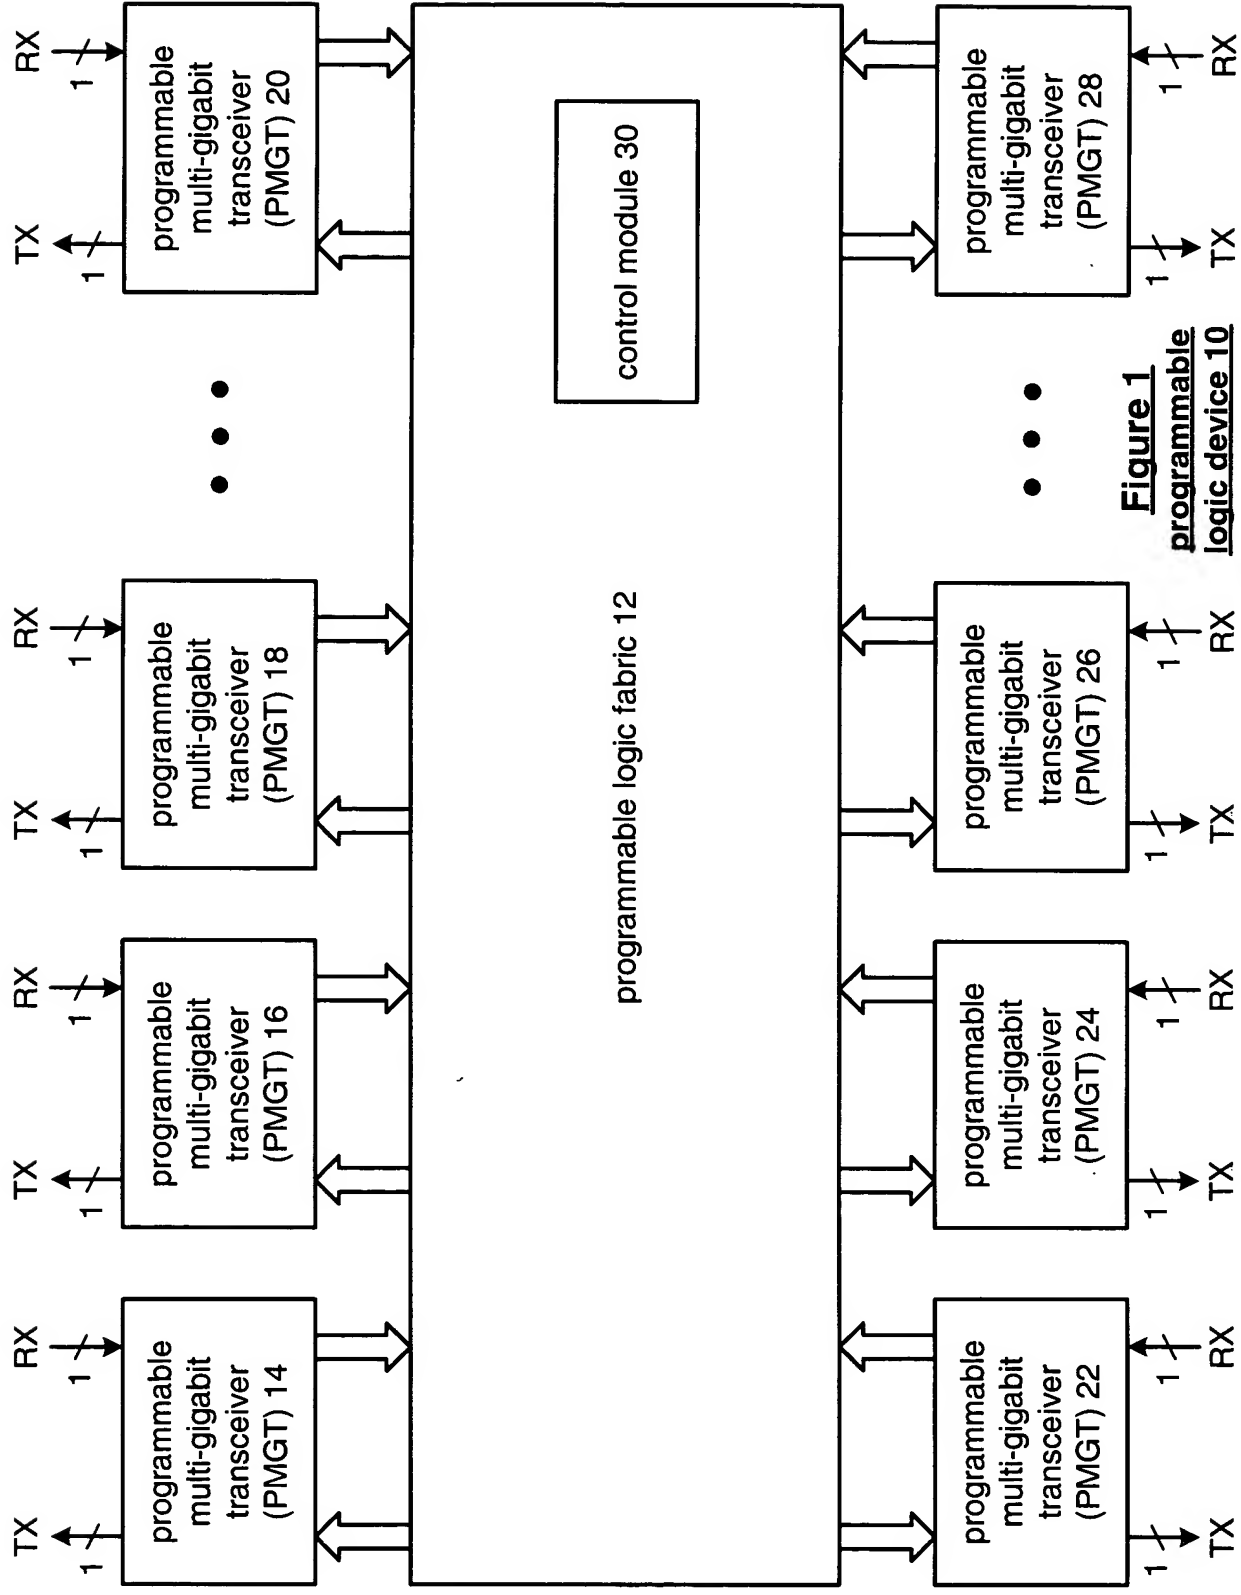 TX
RX
TX
RX
TX
RX
TX
RX
1
1
1
1
1
1
1
1
programmable
multi-gigabit
transceiver
(PMGT) 14
programmable
multi-gigabit
transceiver
(PMGT) 16
programmable
multi-gigabit
transceiver
(PMGT) 18
programmable
multi-gigabit
transceiver
(PMGT) 20
programmable logic fabric 12
control module 30
programmable
multi-gigabit
transceiver
(PMGT) 22
programmable
multi-gigabit
transceiver
(PMGT) 24
programmable
multi-gigabit
transceiver
(PMGT) 26
programmable
multi-gigabit
transceiver
(PMGT) 28
1
1
1
1
1
1
1
1
TX
RX
TX
RX
TX
RX
TX
RX
Figure 1
programmable
logic device 10